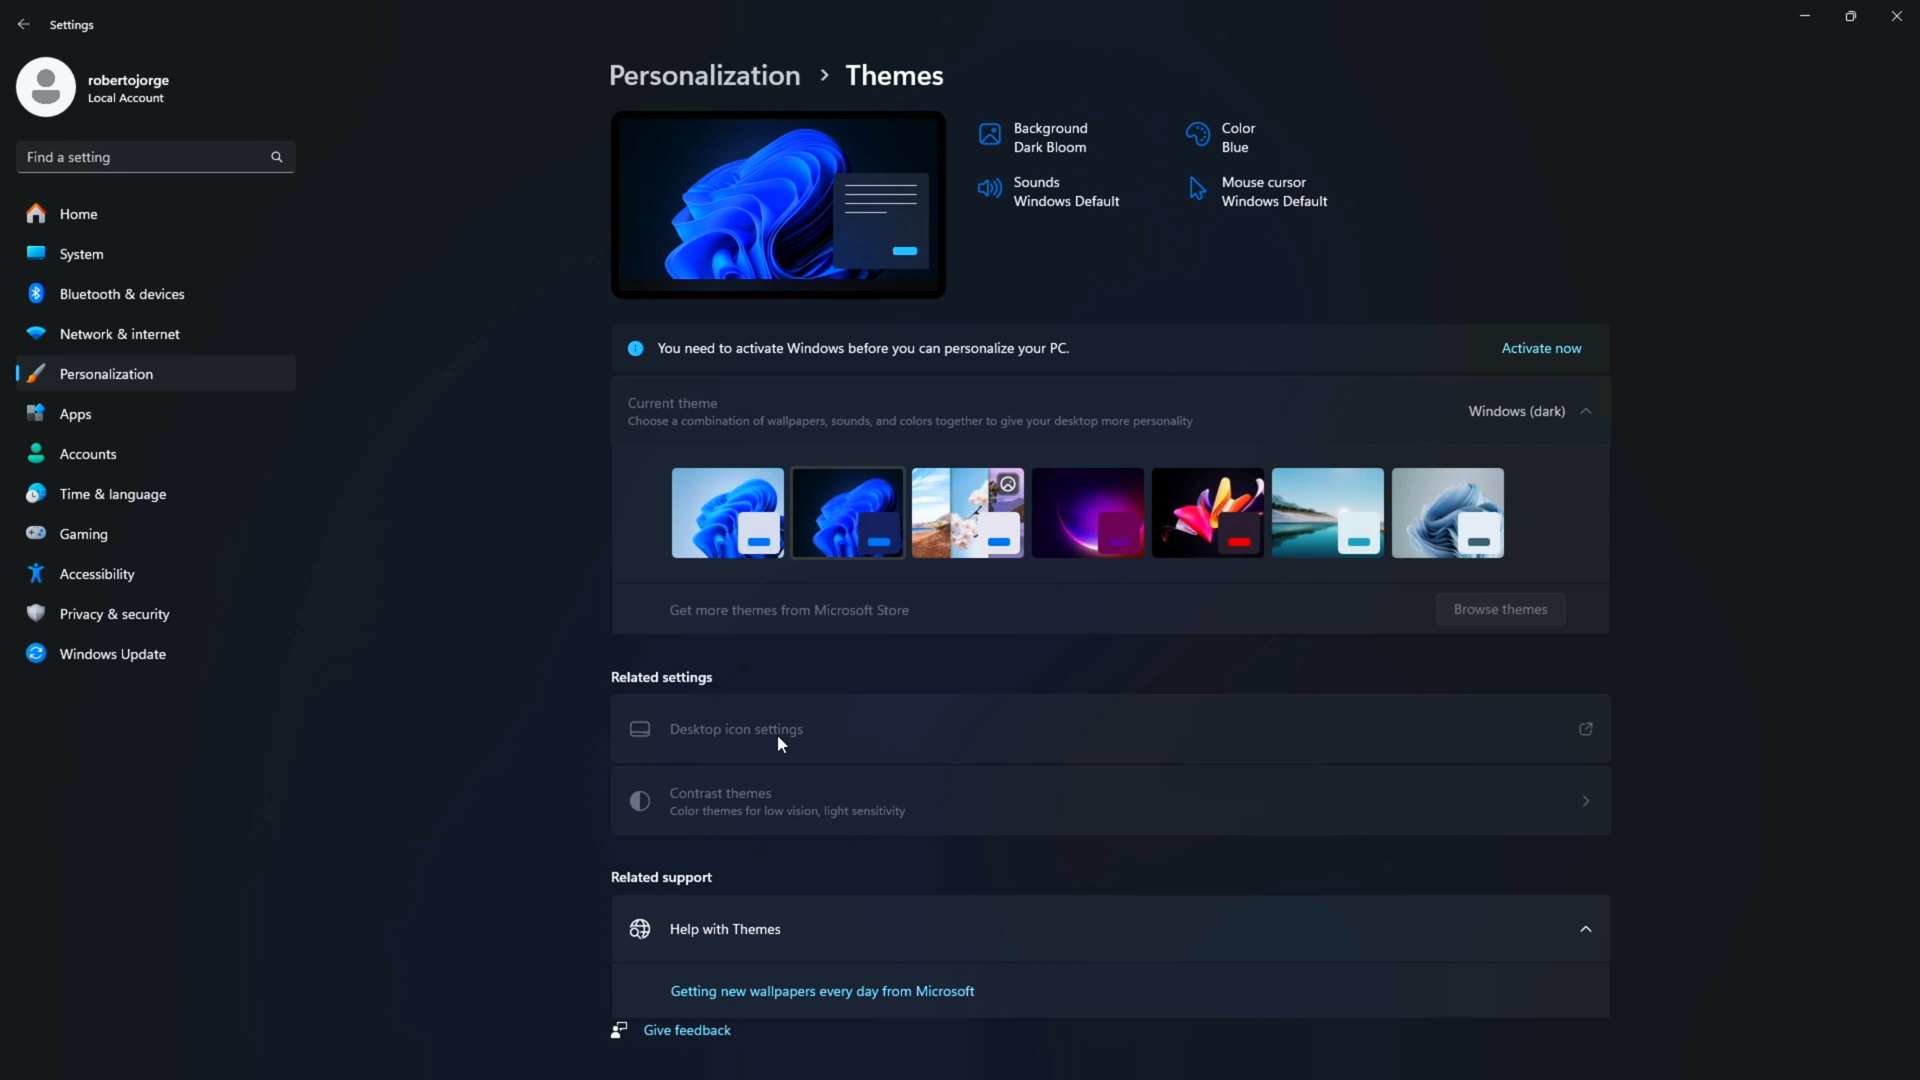 Settings
robertojorge
Local Account
Find a setting
Home
System
Bluetooth & devices
Network & internet
Personalization
Apps
Accounts
Time & language
Gaming
Accessibility
Privacy & security
Windows Update
Personalization > Themes
Background
Dark Bloom
Color
Blue
Sounds
Windows Default
Mouse cursor
Windows Default
You need to activate Windows before you can personalize your PC.
Activate now
Current theme
Choose a combination of wallpapers, sounds, and colors together to give your desktop more personality
Windows (dark)
Get more themes from Microsoft Store
Browse themes
Related settings
Desktop icon settings
Contrast themes
Color themes for low vision, light sensitivity
Related support
Help with Themes
Getting new wallpapers every day from Microsoft
Give feedback